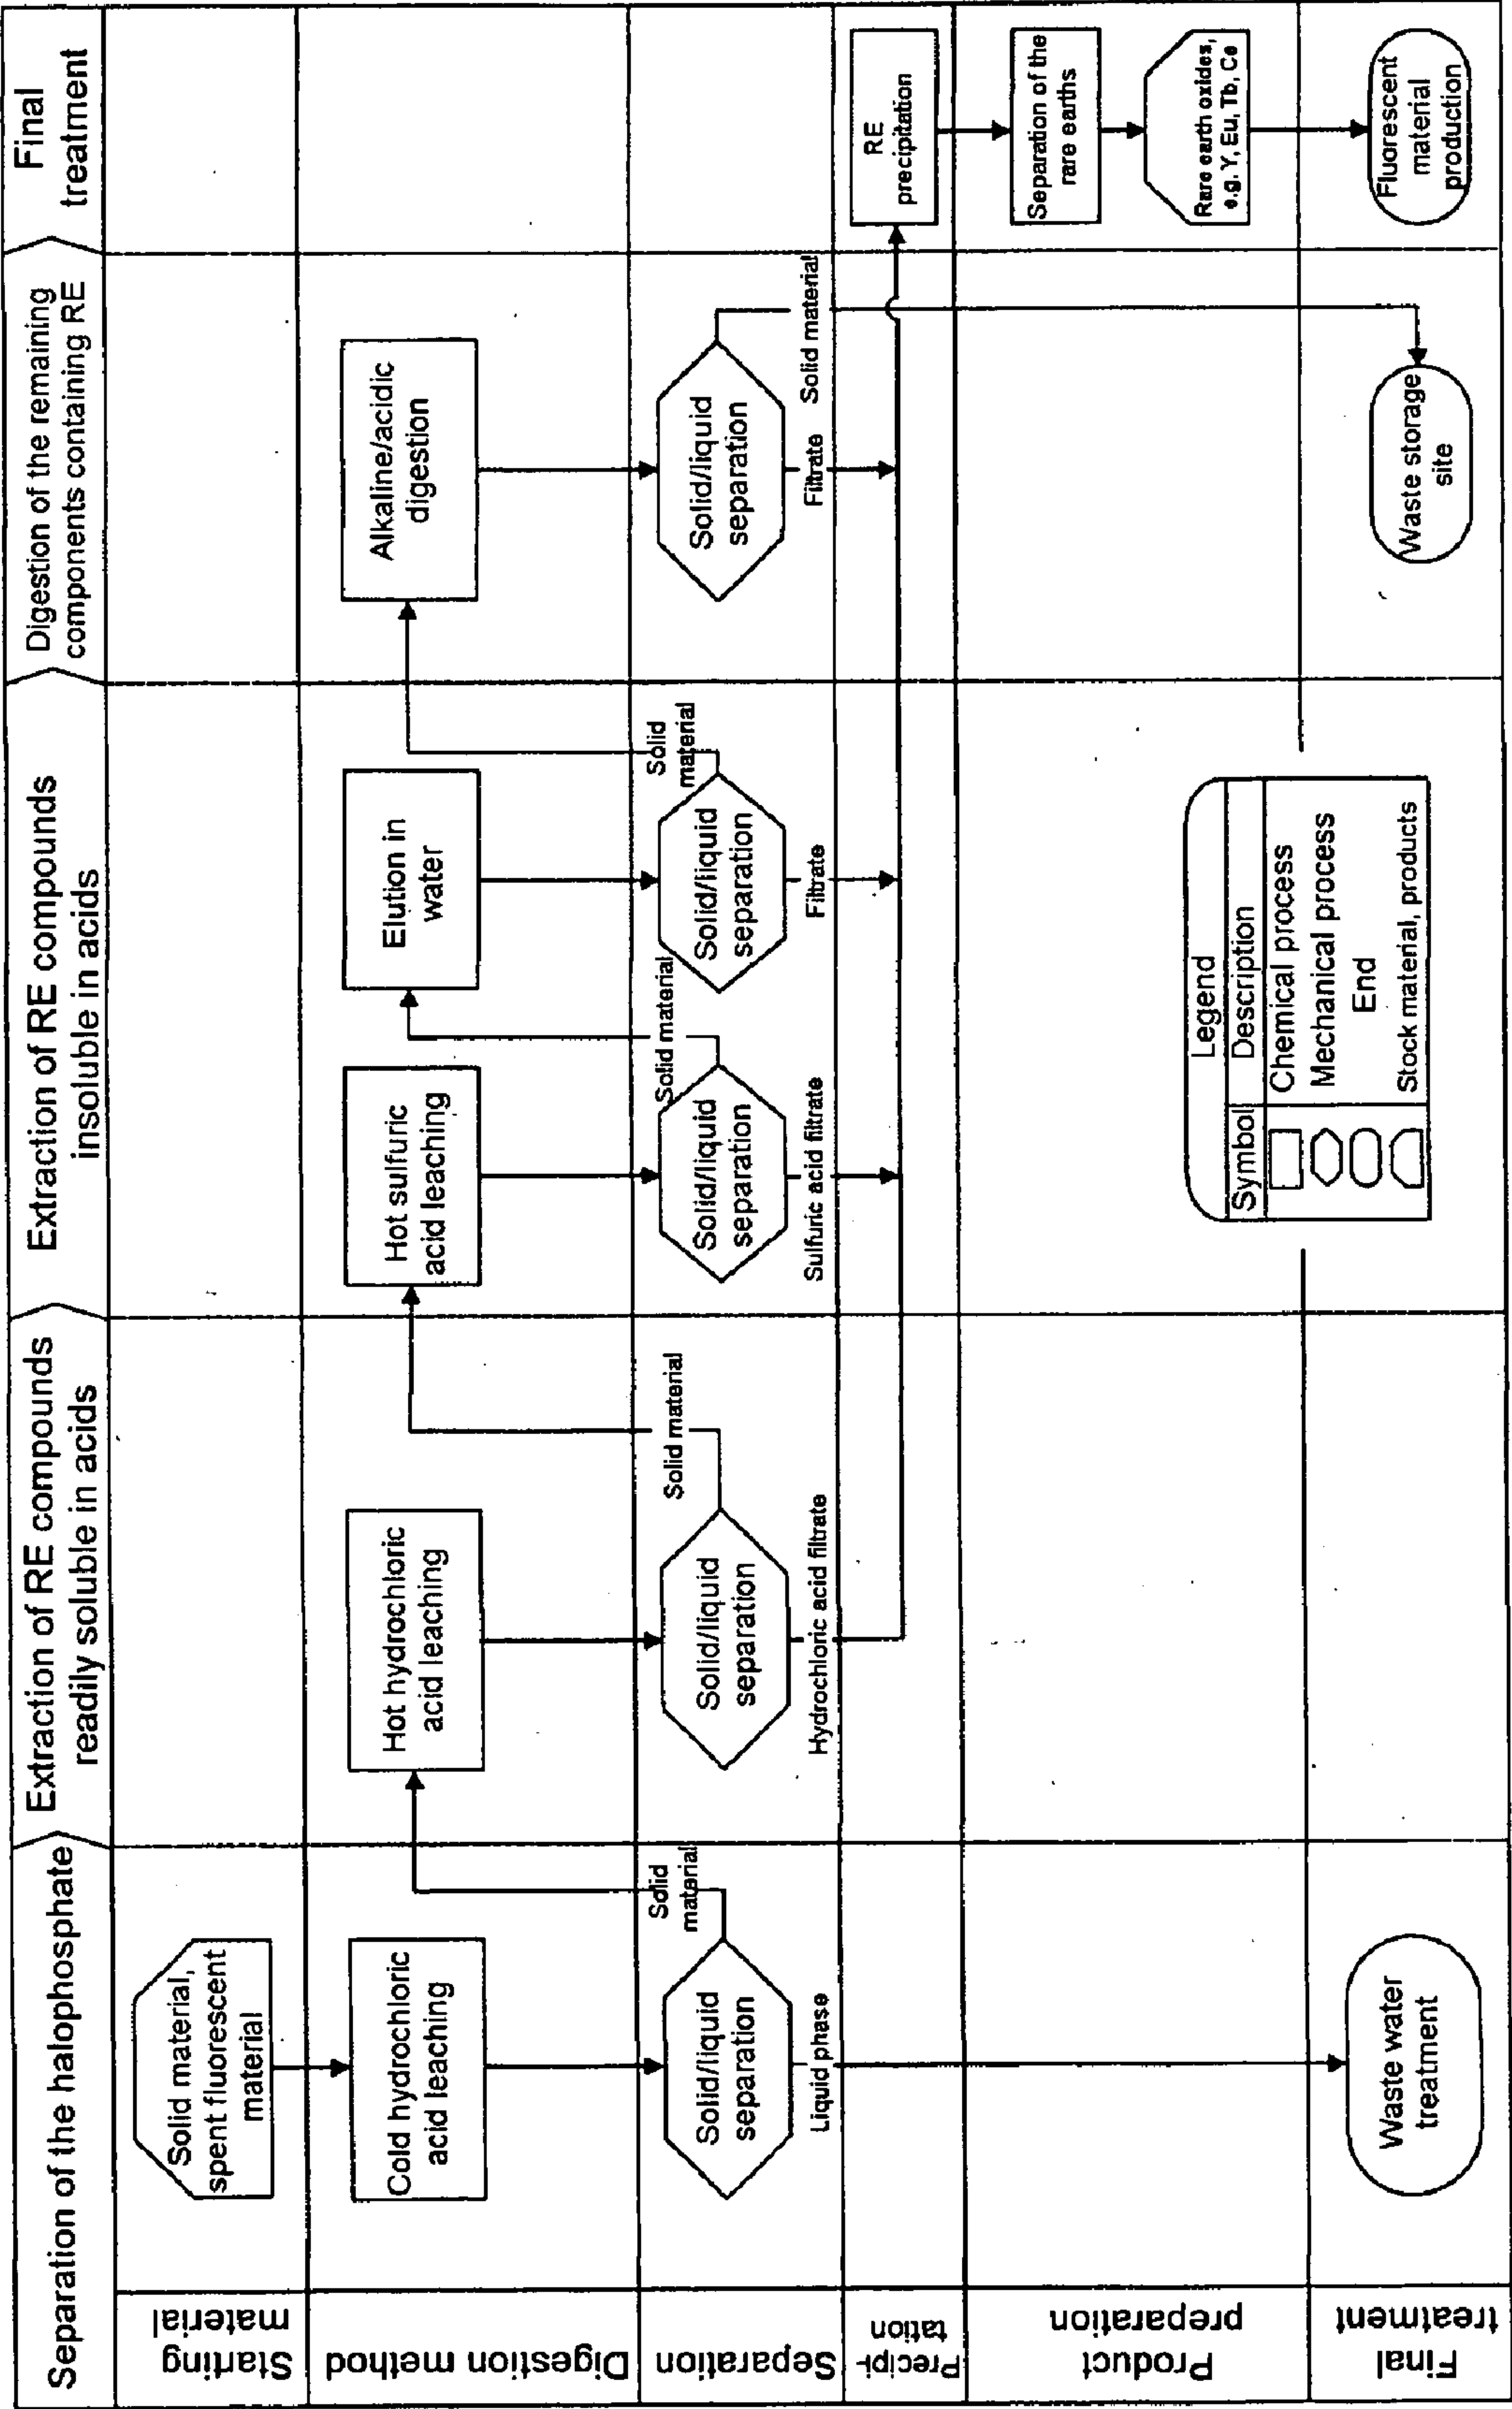 Separation of the halophosphate
Extraction of RE compounds
readily soluble in acids
Extraction of RE compounds
insoluble in acids
Digestion of the remaining
components containing RE
Final
treatment
Starting
material
Solid material,
spent fluorescent
material
Digestion method
Cold hydrochloric
acid leaching
Hot hydrochloric
acid leaching
Hot sulfuric
acid leaching
Elution in
water
Alkaline/acidic
digestion
Separation
Solid/liquid
separation
Solid
material
Liquid phase
Solid/liquid
separation
Solid material
Hydrochloric acid filtrate
Solid/liquid
separation
Solid material
Sulfuric acid filtrate
Solid/liquid
separation
Solid
material
Filtrate
Solid/liquid
separation
Solid material
Filtrate
Precipi-
tation
RE
precipitation
Product
preparation
Separation of the
rare earths
Rare earth oxides,
e.g. Y, Eu, Tb, Ce
Legend
Symbol Description
Chemical process
Mechanical process
End
Stock material, products
Final
treatment
Waste water
treatment
Waste storage
site
Fluorescent
material
production